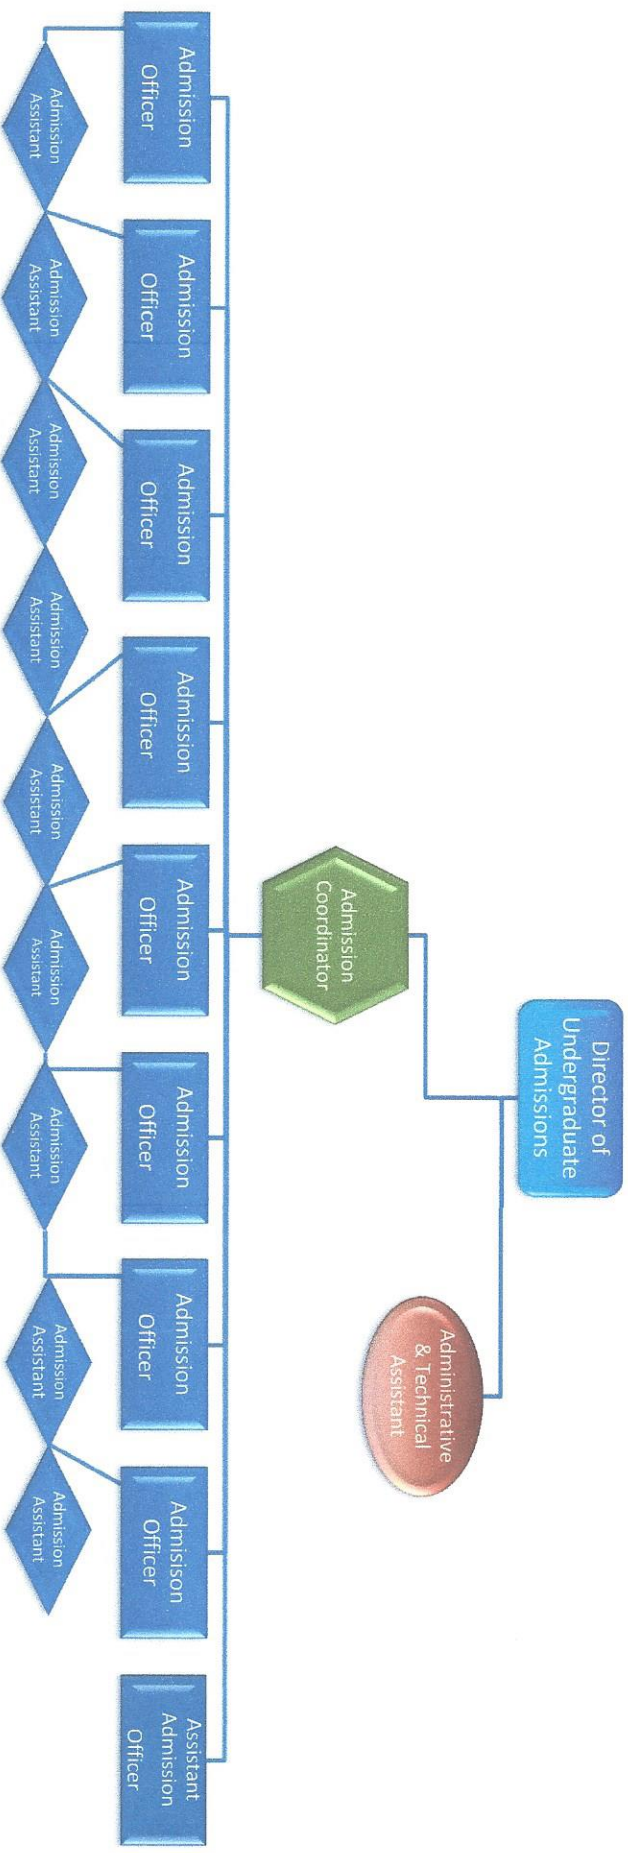 Director of
Undergraduate
Admissions
Administrative
& Technical
Assistant
Admission
Coordinator
Admission
Officer
Admission
Officer
Admission
Officer
Admission
Officer
Admission
Officer
Admission
Officer
Admission
Officer
Admisison
Officer
Assistant
Admission
Officer
Admission
Assistant
Admission
Assistant
Admission
Assistant
Admission
Assistant
Admission
Assistant
Admission
Assistant
Admission
Assistant
Admission
Assistant
Admission
Assistant